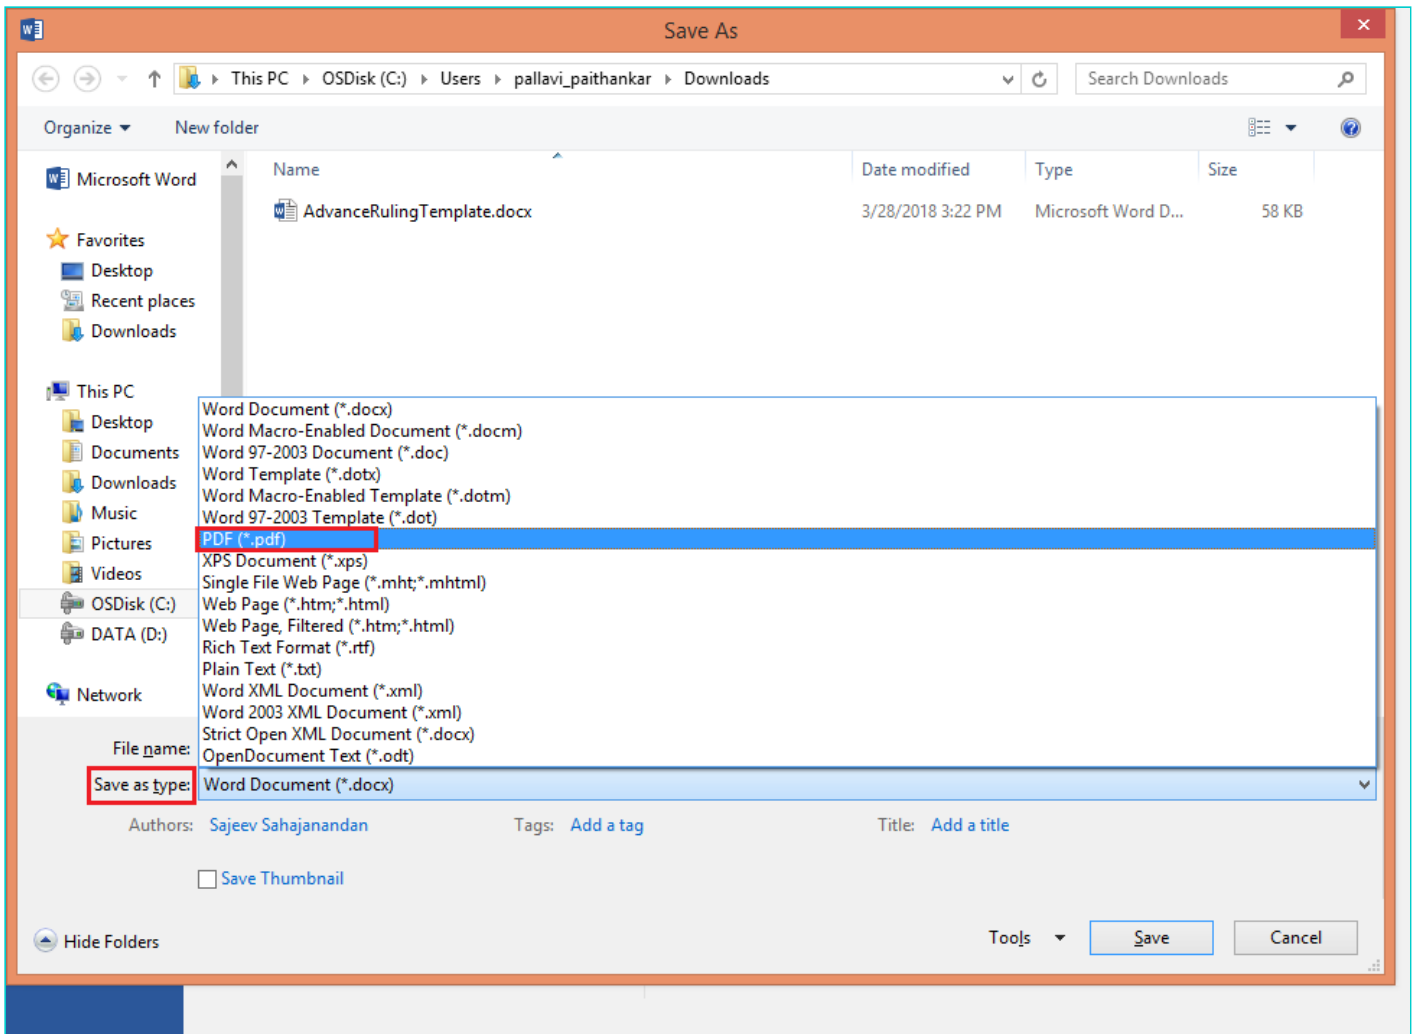 Save As
This PC OSDisk (C:) Users pallavi_paithankar Downloads Search Downloads
Organize New folder
Microsoft Word
Favorites
Desktop
Recent places
Downloads
This PC
Desktop
Documents
Downloads
Music
Pictures
Videos
OSDisk (C:)
DATA (D:)
Network
Name Date modified Type Size
AdvanceRulingTemplate.docx 3/28/2018 3:22 PM Microsoft Word D... 58 KB
Word Document (*.docx)
Word Macro-Enabled Document (*.docm)
Word 97-2003 Document (*.doc)
Word Template (*.dotx)
Word Macro-Enabled Template (*.dotm)
Word 97-2003 Template (*.dot)
PDF (*.pdf)
XPS Document (*.xps)
Single File Web Page (*.mht;*.mhtml)
Web Page (*.htm;*.html)
Web Page, Filtered (*.htm;*.html)
Rich Text Format (*.rtf)
Plain Text (*.txt)
Word XML Document (*.xml)
Word 2003 XML Document (*.xml)
Strict Open XML Document (*.docx)
OpenDocument Text (*.odt)
File name:
Save as type: Word Document (*.docx)
Authors: Sajeev Sahajanandan Tags: Add a tag Title: Add a title
Save Thumbnail
Hide Folders Tools Save Cancel